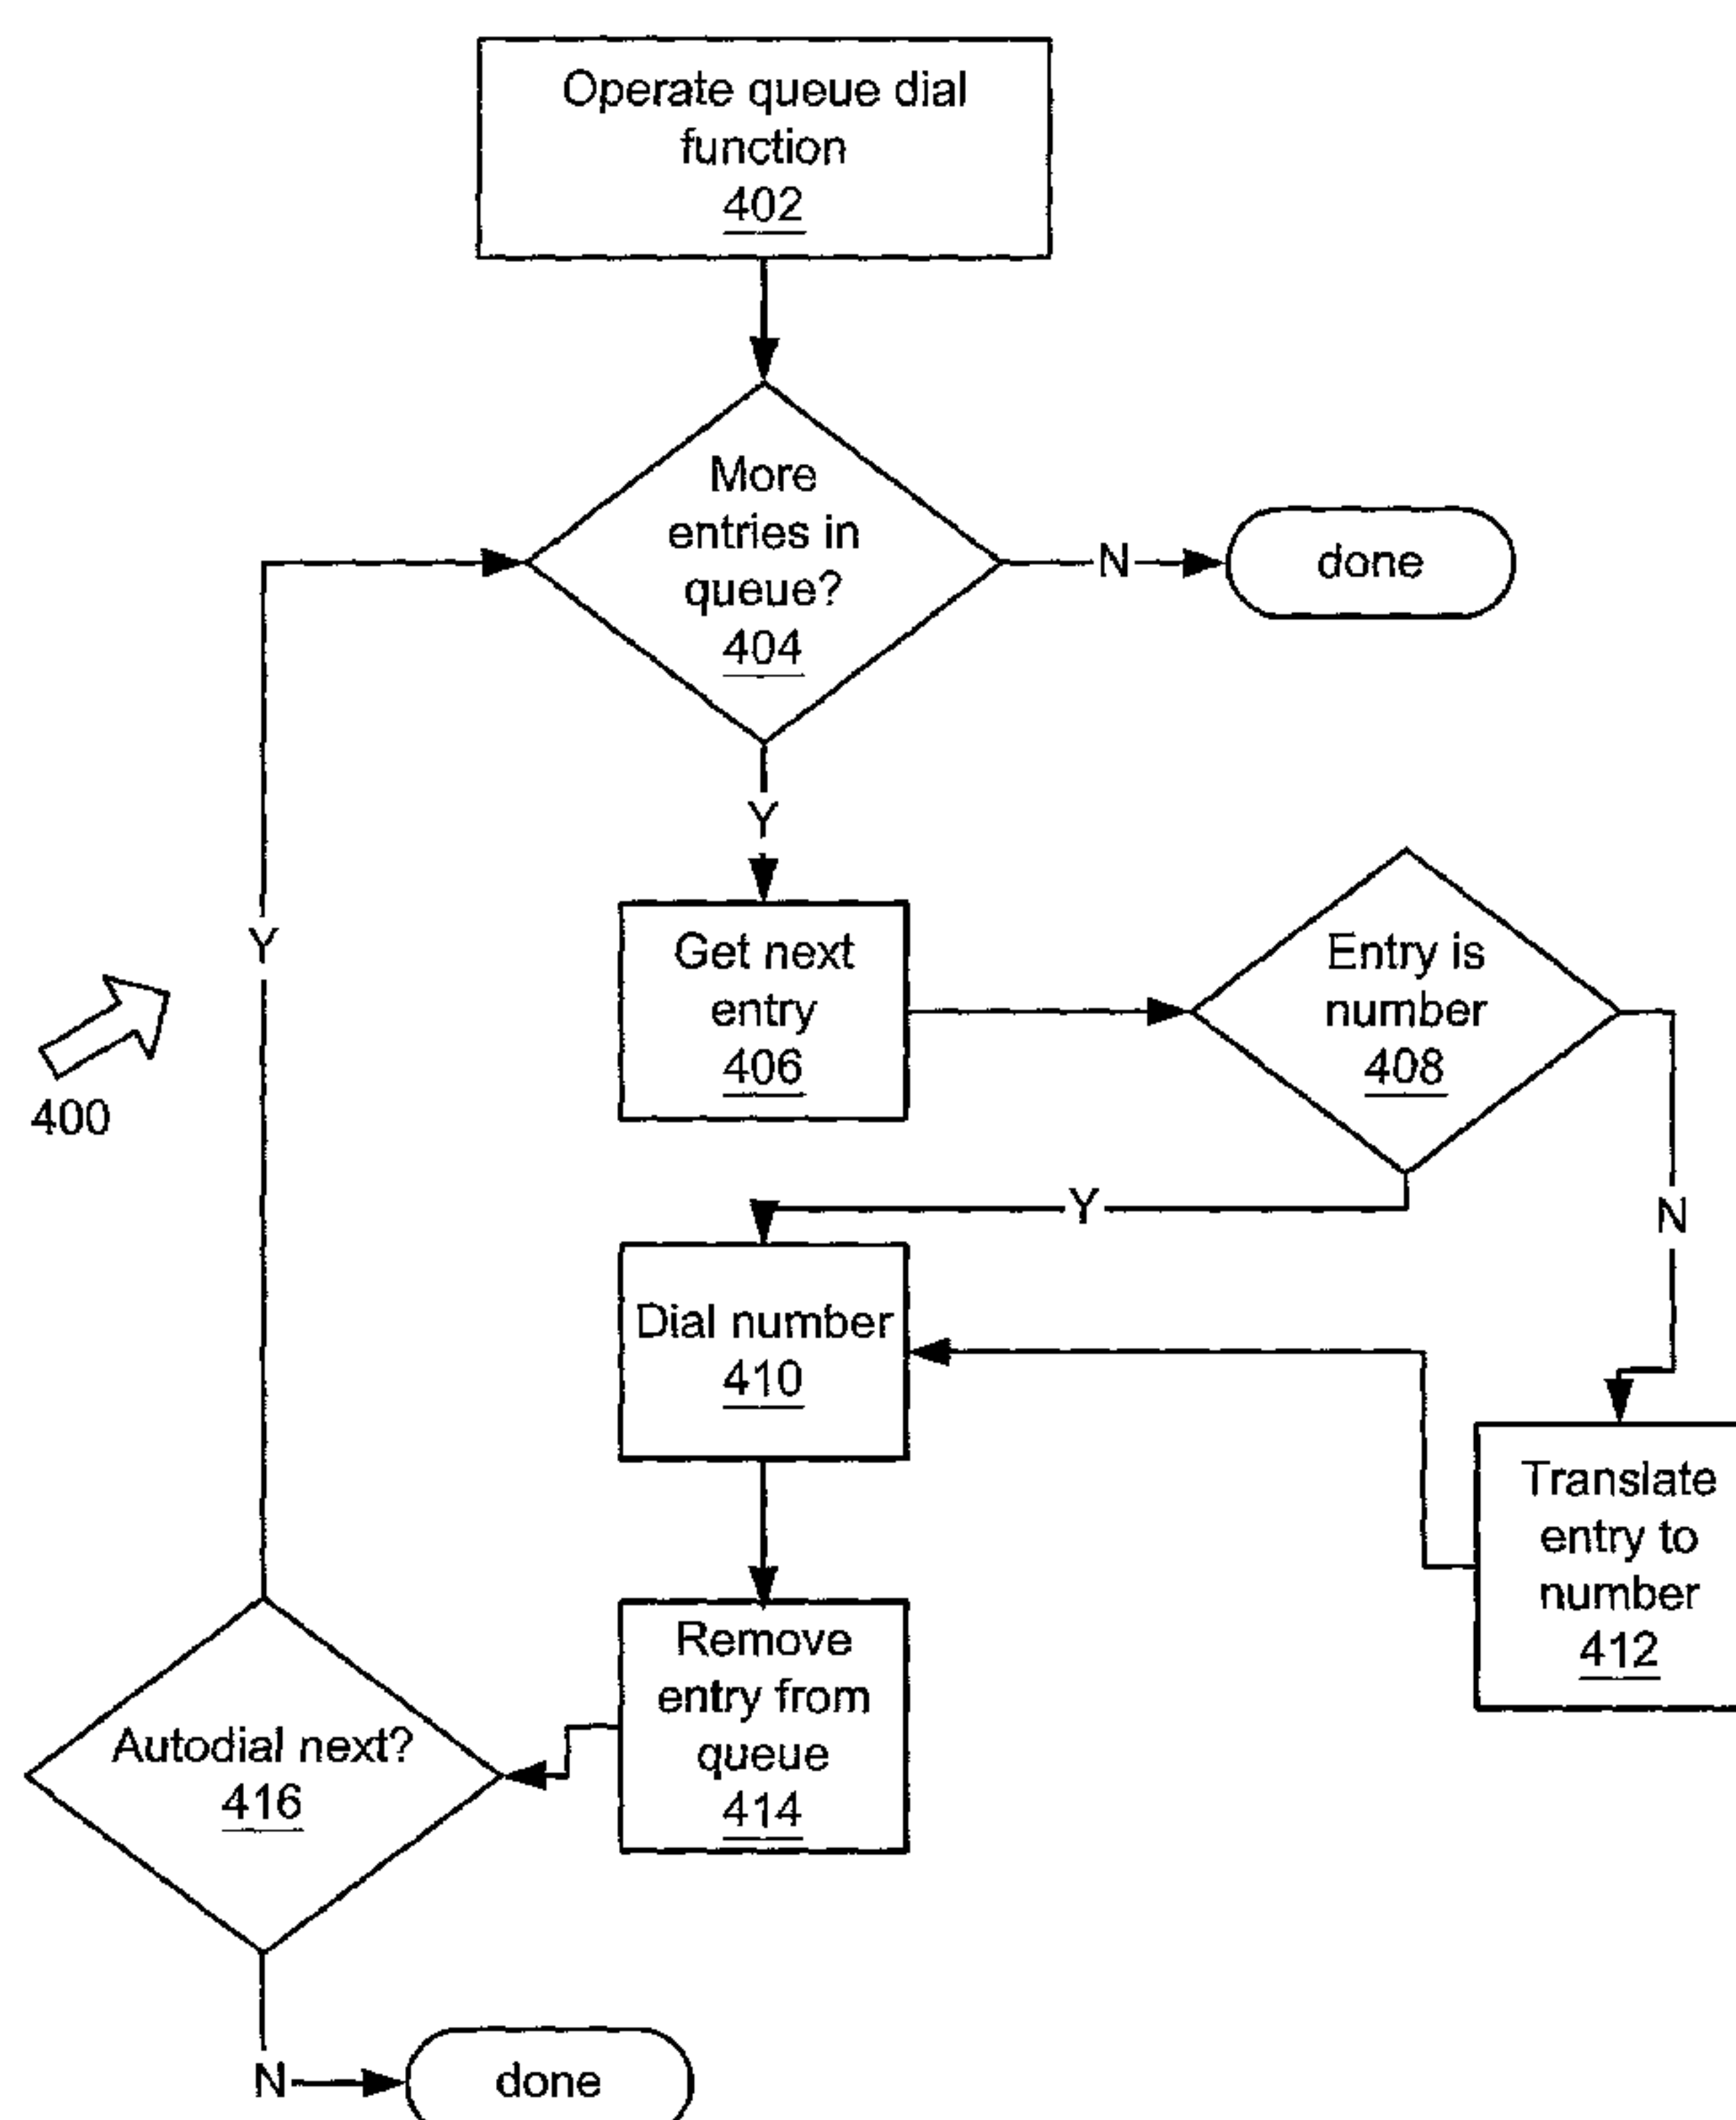 Operate queue dial
function
402
More
entries in
queue?
404
N
done
Y
Y
Get next
entry
406
Entry is
number
408
400
Y
N
Dial number
410
Translate
entry to
number
412
Remove
entry from
queue
414
Autodial next?
416
N
done